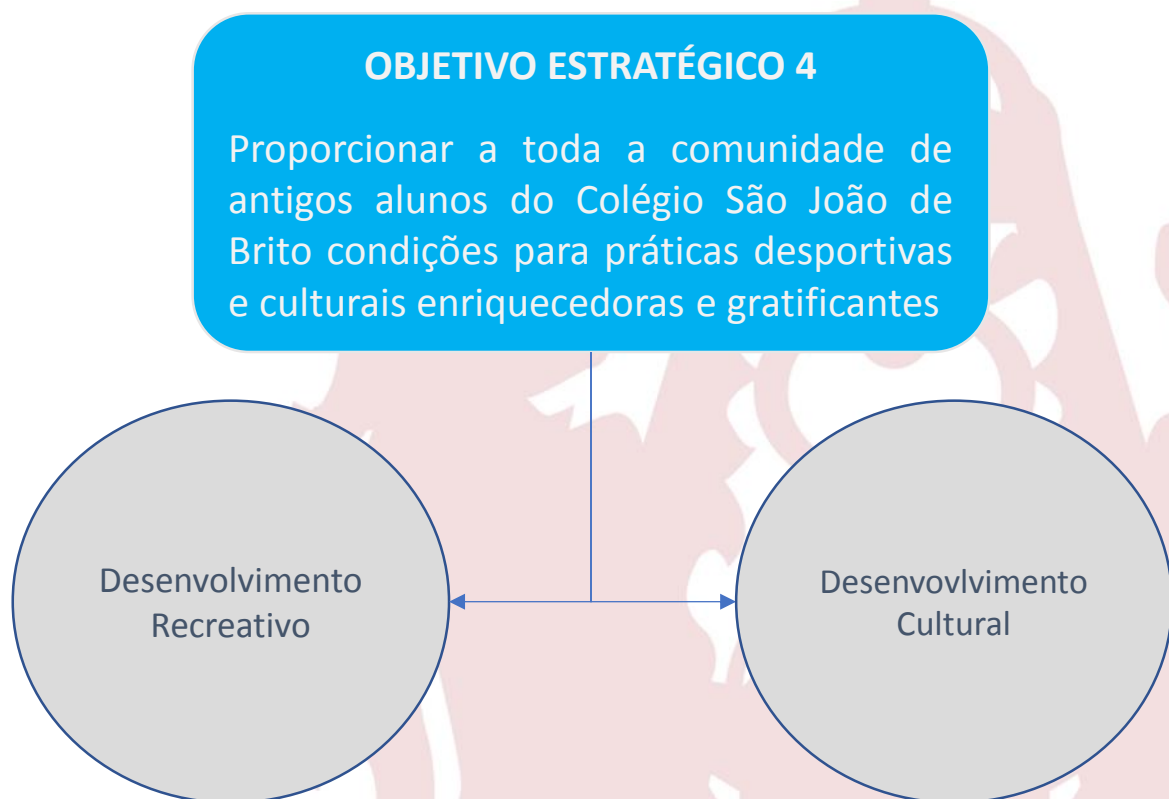 OBJETIVO ESTRATÉGICO 4
Proporcionar a toda a comunidade de
antigos alunos do Colégio São João de
Brito condições para práticas desportivas
e culturais enriquecedoras e gratificantes
Desenvolvimento
Recreativo
Desenvovlvimento
Cultural